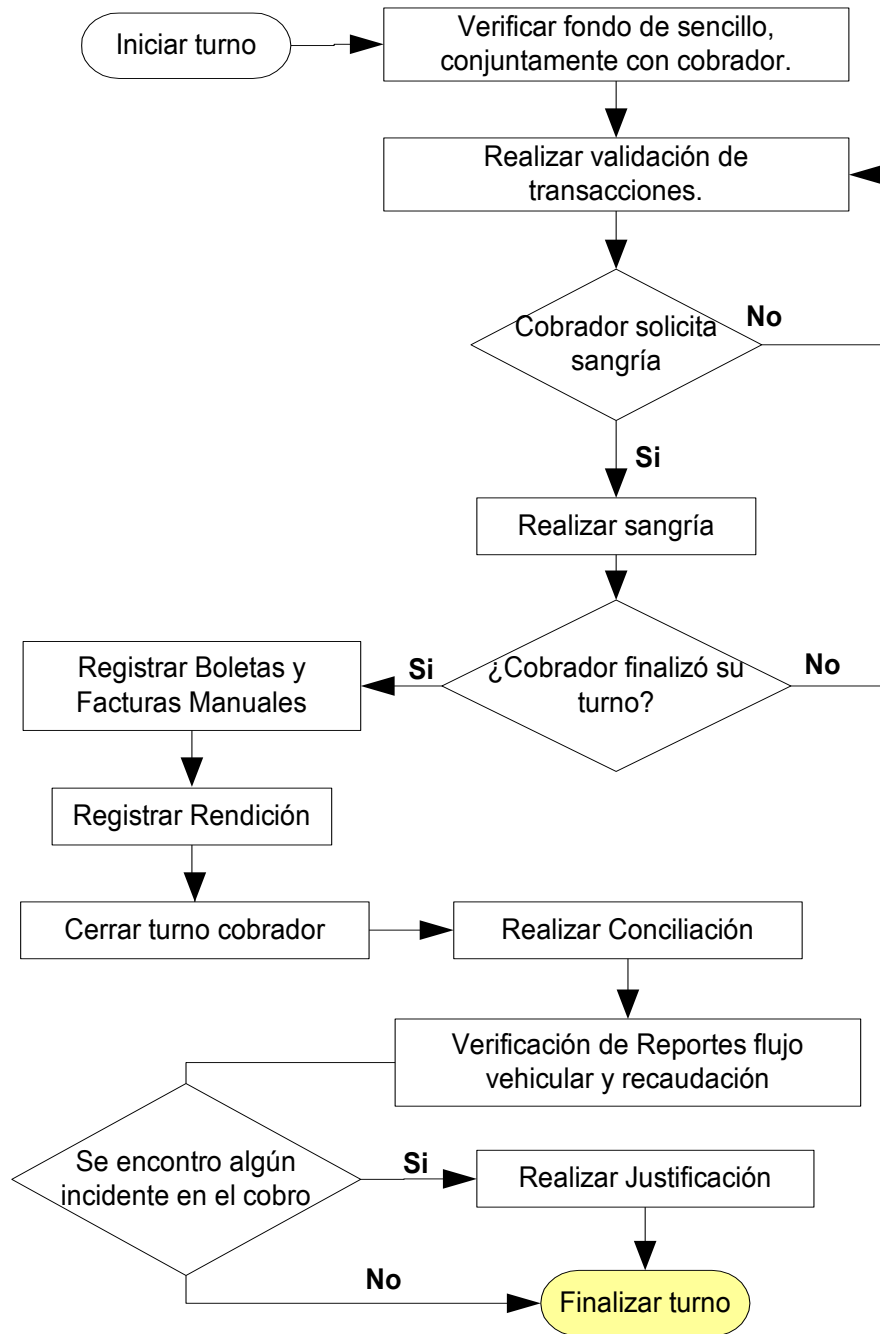 Iniciar turno
Verificar fondo de sencillo,
conjuntamente con cobrador.
Realizar validación de
transacciones.
Cobrador solicita
sangría
No
Si
Realizar sangría
¿Cobrador finalizó su
turno?
No
Si
Registrar Boletas y
Facturas Manuales
Registrar Rendición
Cerrar turno cobrador
Realizar Conciliación
Verificación de Reportes flujo
vehicular y recaudación
Se encontro algún
incidente en el cobro
Si
Realizar Justificación
No
Finalizar turno